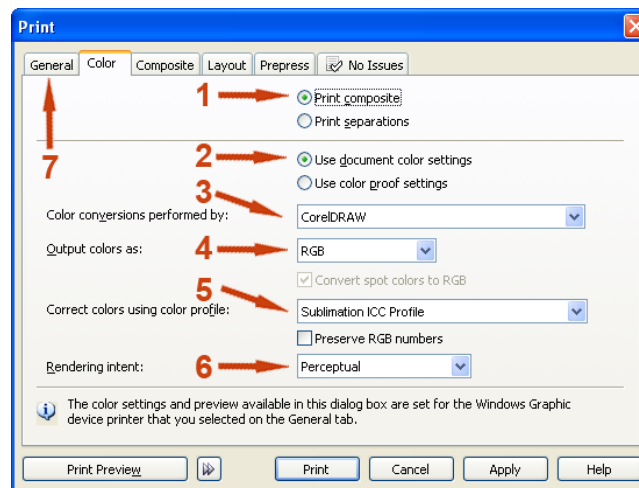 Print
General Color Composite Layout Prepress No Issues
1 Print composite
Print separations
7
2 Use document color settings
Use color proof settings
3
Color conversions performed by: CorelDRAW
Output colors as: 4 RGB
Convert spot colors to RGB
5
Correct colors using color profile: Sublimation ICC Profile
Preserve RGB numbers
Rendering intent: 6 Perceptual
The color settings and preview available in this dialog box are set for the Windows Graphic
device printer that you selected on the General tab.
Print Preview Print Cancel Apply Help